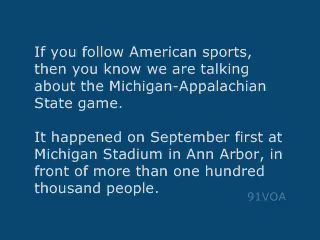 If you follow American sports,
then you know we are talking
about the Michigan-Appalachian
State game.
It happened on September first at
Michigan Stadium in Ann Arbor, in
front of more than one hundred
thousand people.
91VOA